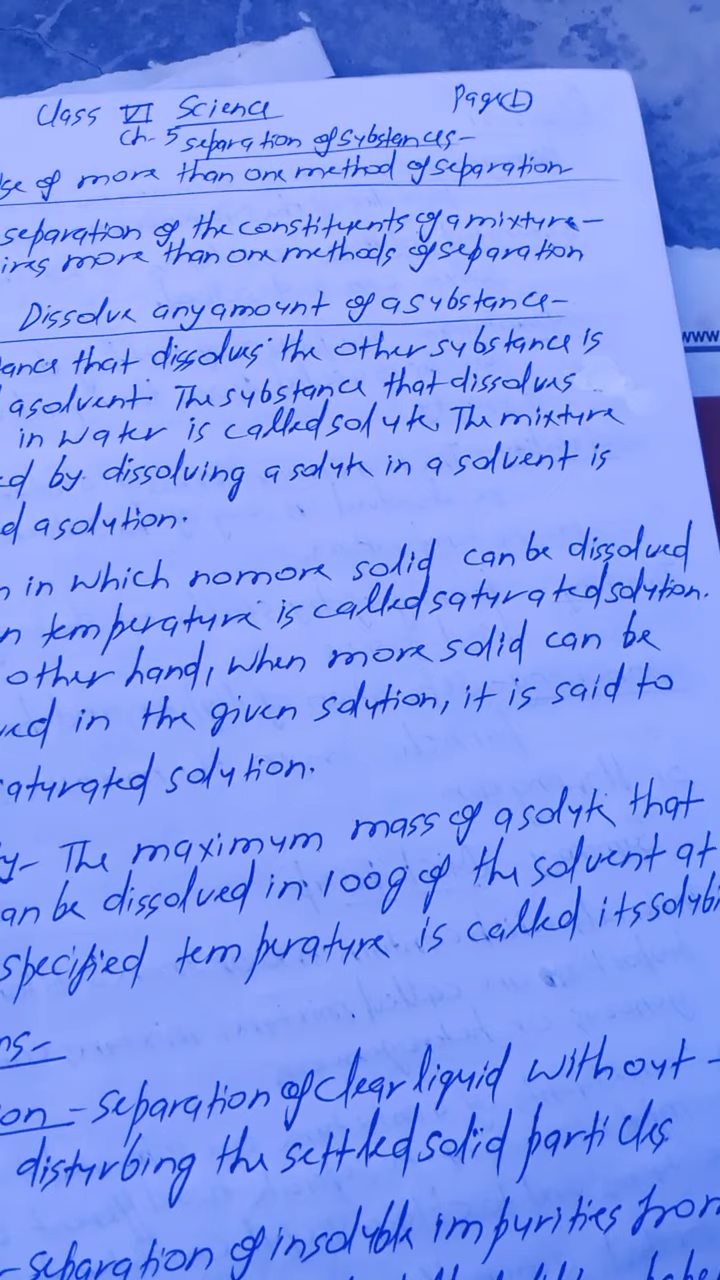 Class VI Science Page 1
Ch-5 separation of substances-
se of more than one method of separation
separation of the constituents of a mixture-
ires more than one methods of separation
Dissolve any amount of a substance-
ance that dissolves the other substance is
a solvent. The substance that dissolves
in water is called solute. The mixture
ed by dissolving a solute in a solvent is
d a solution.
n in which no more solid can be dissolved
n temperature is called saturated solution.
other hand, when more solid can be
ved in the given solution, it is said to
aturated solution.
y- The maximum mass of a solute that
an be dissolved in 100g of the solvent at
specified temperature is called its solubi
ns-
on - separation of clear liquid without -
disturbing the settled solid particles
- separation of insoluble impurities from
www